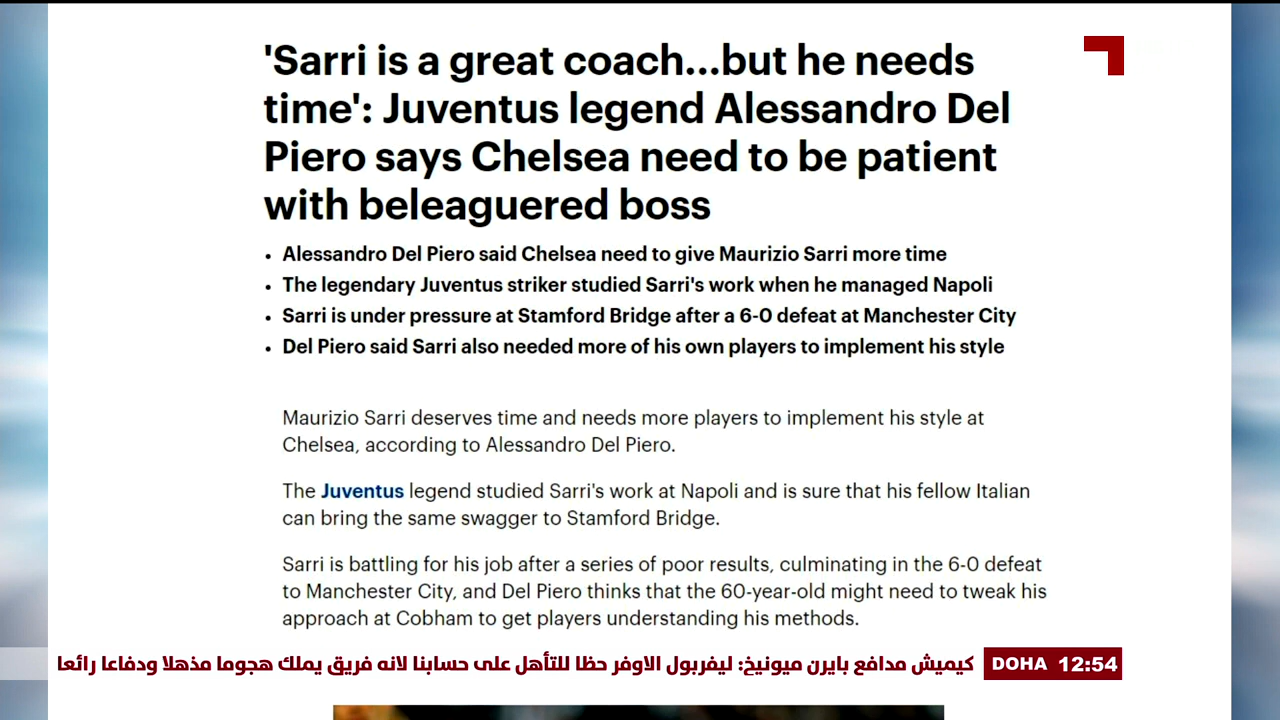 'Sarri is a great coach...but he needs
time': Juventus legend Alessandro Del
Piero says Chelsea need to be patient
with beleaguered boss
• Alessandro Del Piero said Chelsea need to give Maurizio Sarri more time
• The legendary Juventus striker studied Sarri's work when he managed Napoli
• Sarri is under pressure at Stamford Bridge after a 6-0 defeat at Manchester City
• Del Piero said Sarri also needed more of his own players to implement his style
Maurizio Sarri deserves time and needs more players to implement his style at
Chelsea, according to Alessandro Del Piero.
The Juventus legend studied Sarri's work at Napoli and is sure that his fellow Italian
can bring the same swagger to Stamford Bridge.
Sarri is battling for his job after a series of poor results, culminating in the 6-0 defeat
to Manchester City, and Del Piero thinks that the 60-year-old might need to tweak his
approach at Cobham to get players understanding his methods.
كيميش مدافع بايرن ميونيخ: ليفربول الاوفر حظا للتأهل على حسابنا لانه فريق يملك هجوما مذهلا ودفاعا رائعا
DOHA 12:54